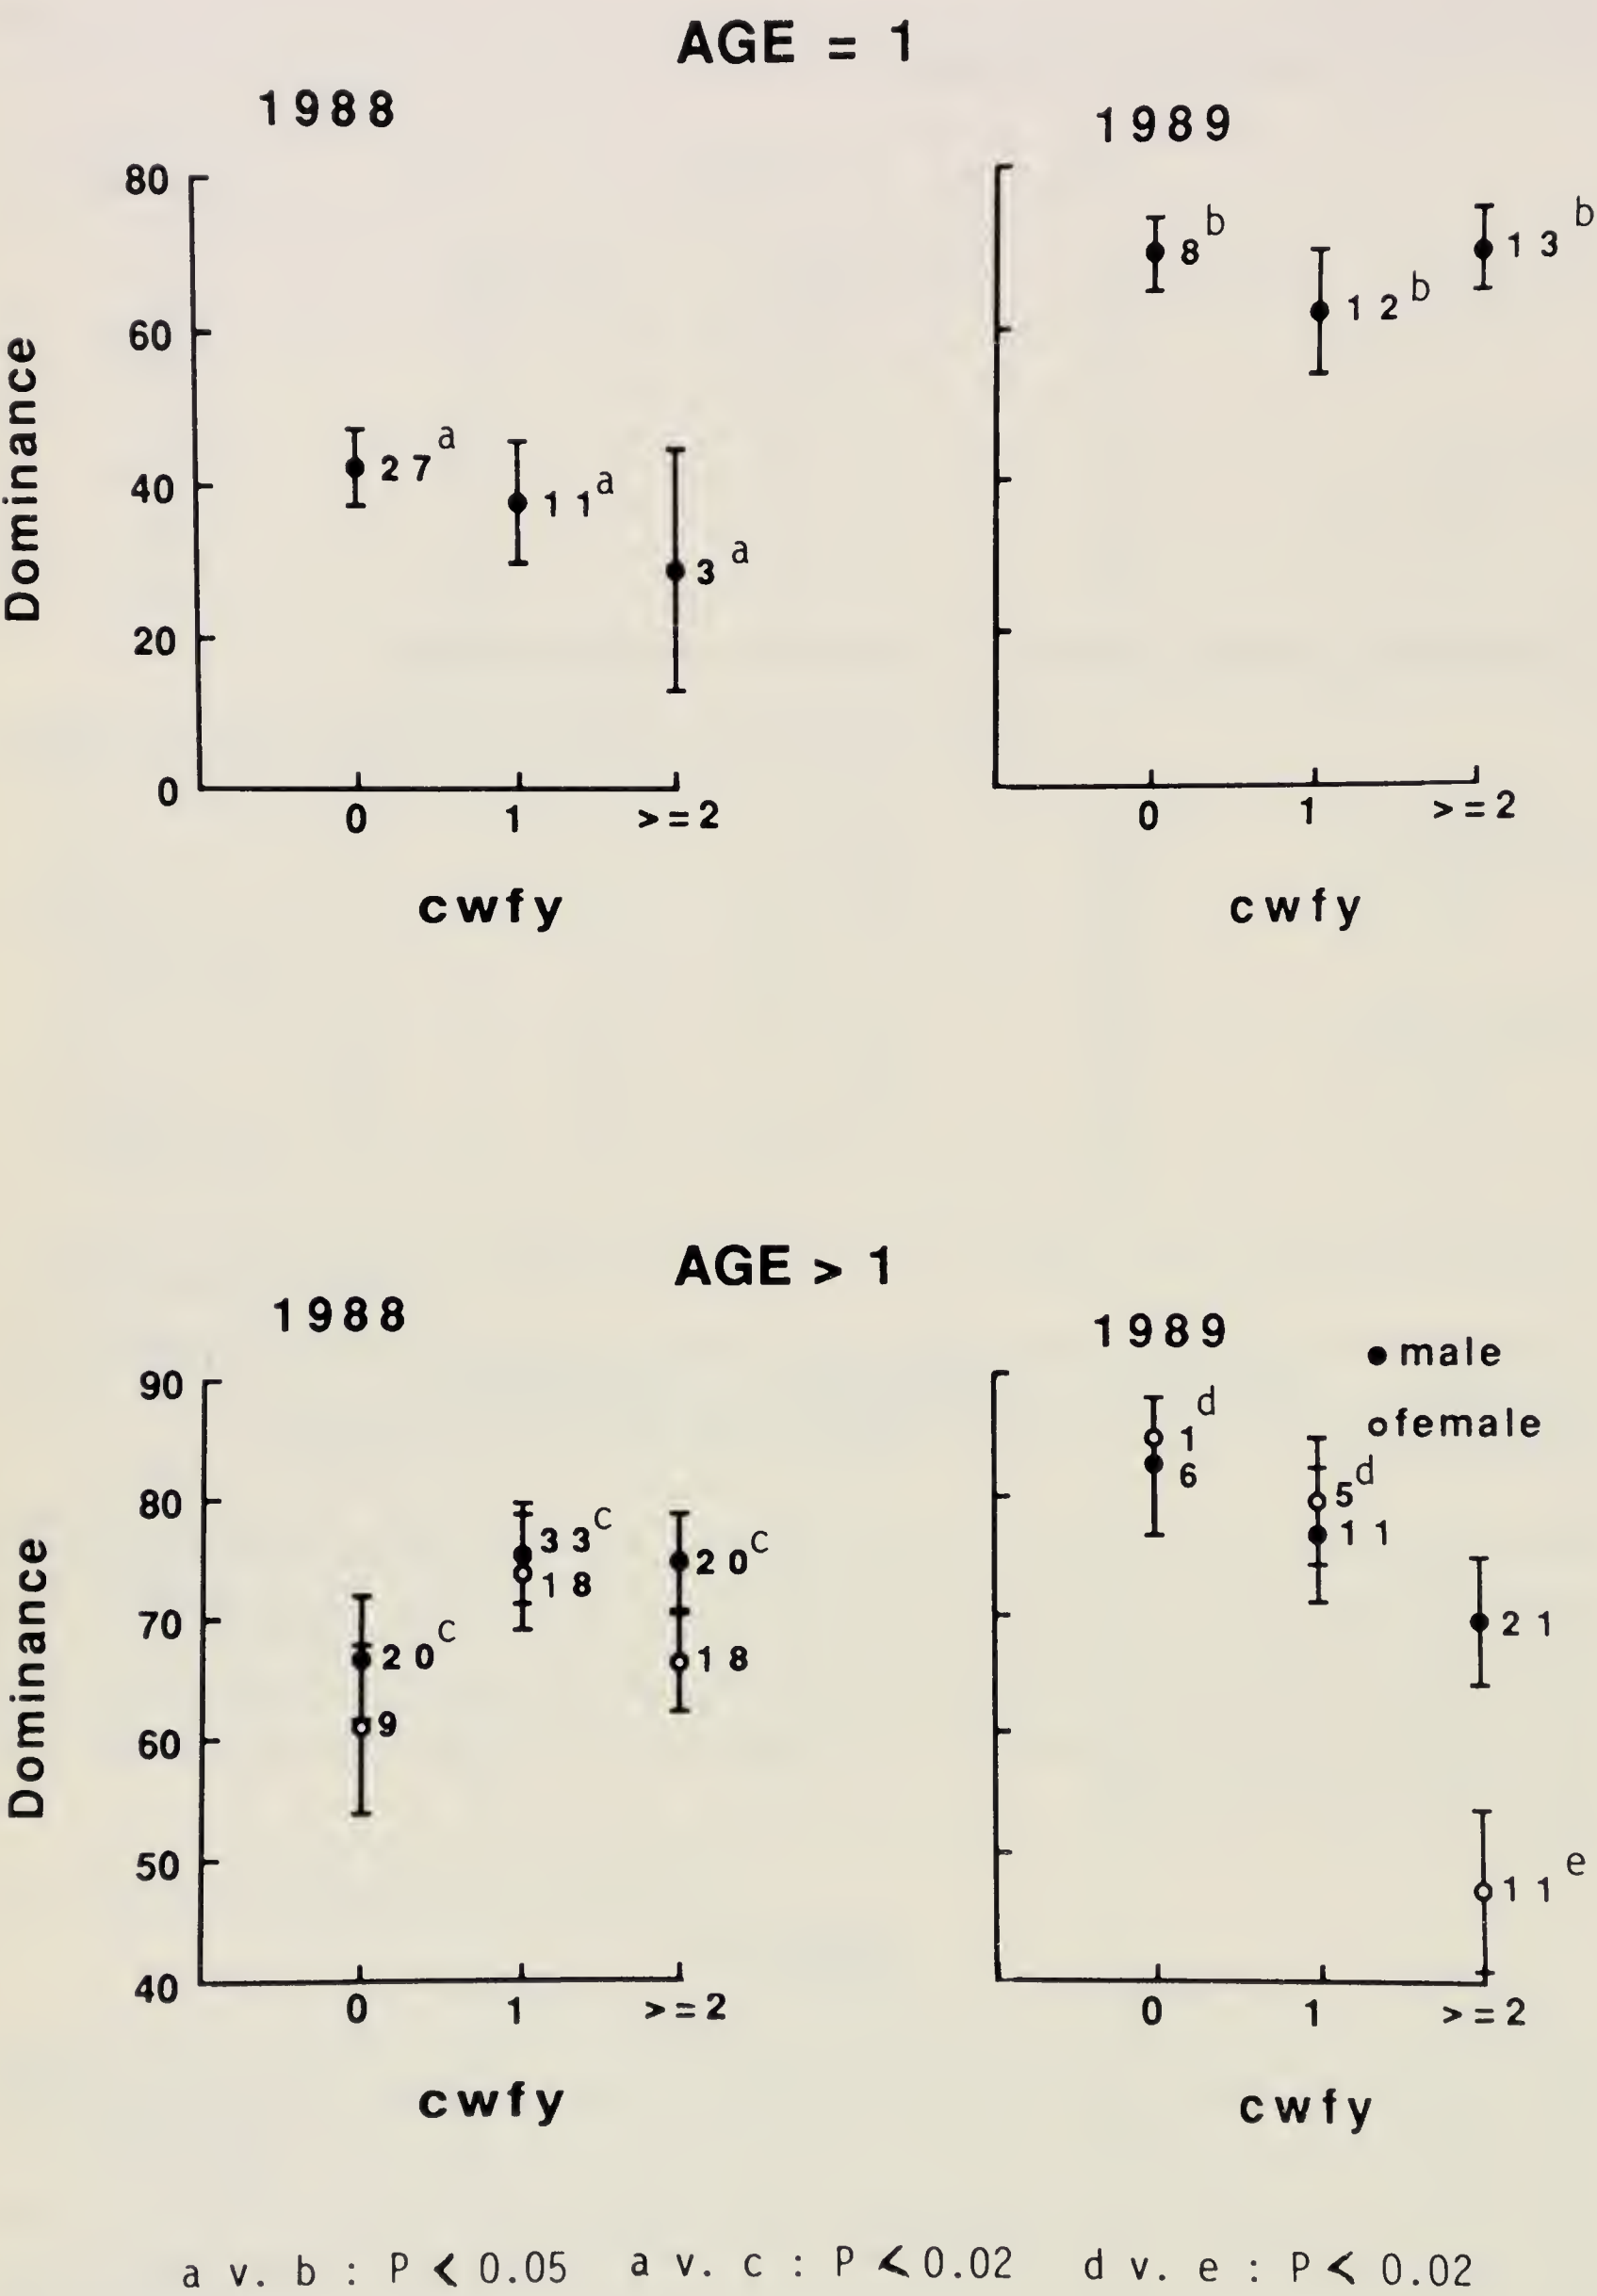 AGE = 1
1988
1989
80
60
40
20
0
Dominance
27a
11a
3a
0 1 >=2
cwfy
8b
12b
13b
0 1 >=2
cwfy
AGE > 1
1988
1989
● male
○ female
90
80
70
60
50
40
Dominance
20c
9
33c
18
20c
18
0 1 >=2
cwfy
1d
6
5d
11
21
11e
0 1 >=2
cwfy
a v. b : P < 0.05 a v. c : P < 0.02 d v. e : P < 0.02